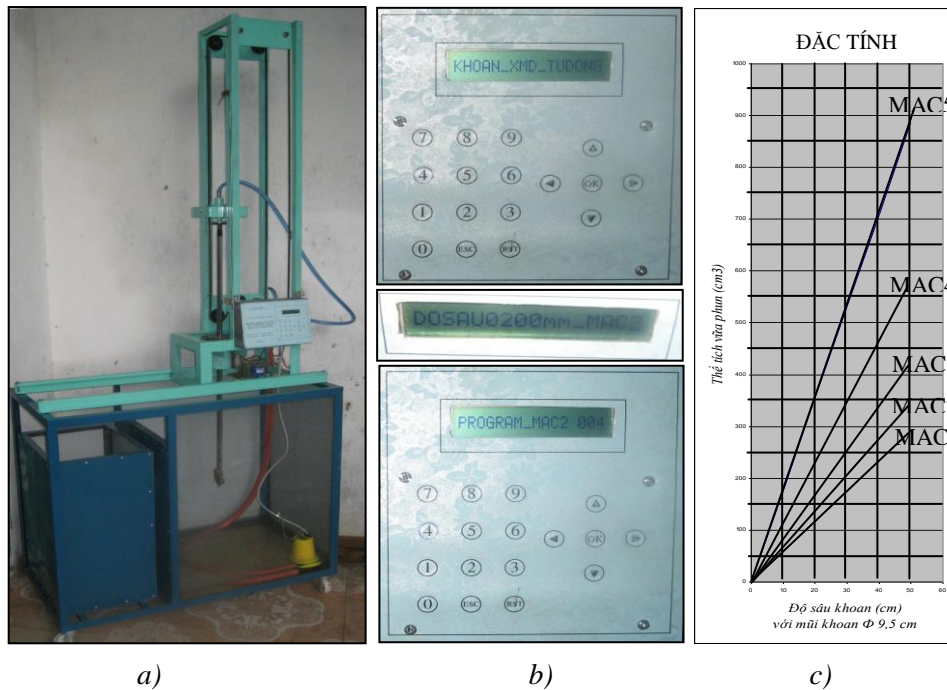 KHOAN_XMD_TUDONG
7 8 9
4 5 6 OK
1 2 3
0 ESC RST
DOSAU0200mm_MAC2
PROGRAM_MAC2 004
7 8 9
4 5 6 OK
1 2 3
0 ESC RST
ĐẶC TÍNH
1000
900
800
700
600
500
400
300
200
100
0
Thể tích vữa phun (cm3)
MAC5
MAC4
MAC
MAC
MAC
0 10 20 30 40 50 60
Độ sâu khoan (cm)
với mũi khoan Φ 9,5 cm
a) b) c)